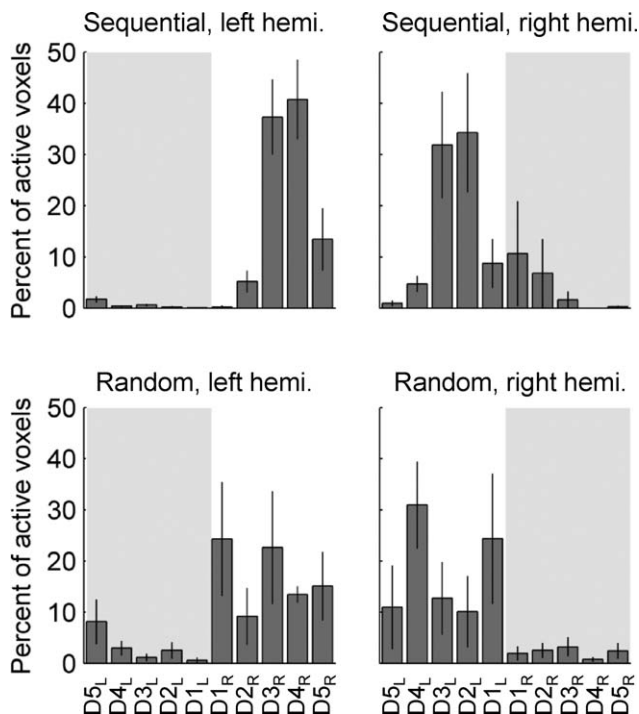 Sequential, left hemi.
Sequential, right hemi.
Percent of active voxels
50
40
30
20
10
0
Random, left hemi.
Random, right hemi.
Percent of active voxels
50
40
30
20
10
0
D5L D4L D3L D2L D1L D1R D2R D3R D4R D5R
D5L D4L D3L D2L D1L D1R D2R D3R D4R D5R